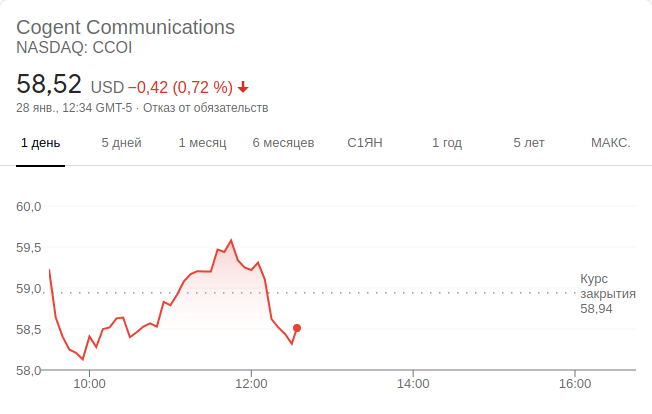 Cogent Communications
NASDAQ: CCOI
58,52 USD −0,42 (0,72 %)
28 янв., 12:34 GMT-5 · Отказ от обязательств
1 день 5 дней 1 месяц 6 месяцев С1ЯН 1 год 5 лет МАКС.
60,0
59,5
59,0
58,5
58,0
Курс
закрытия
58,94
10:00 12:00 14:00 16:00